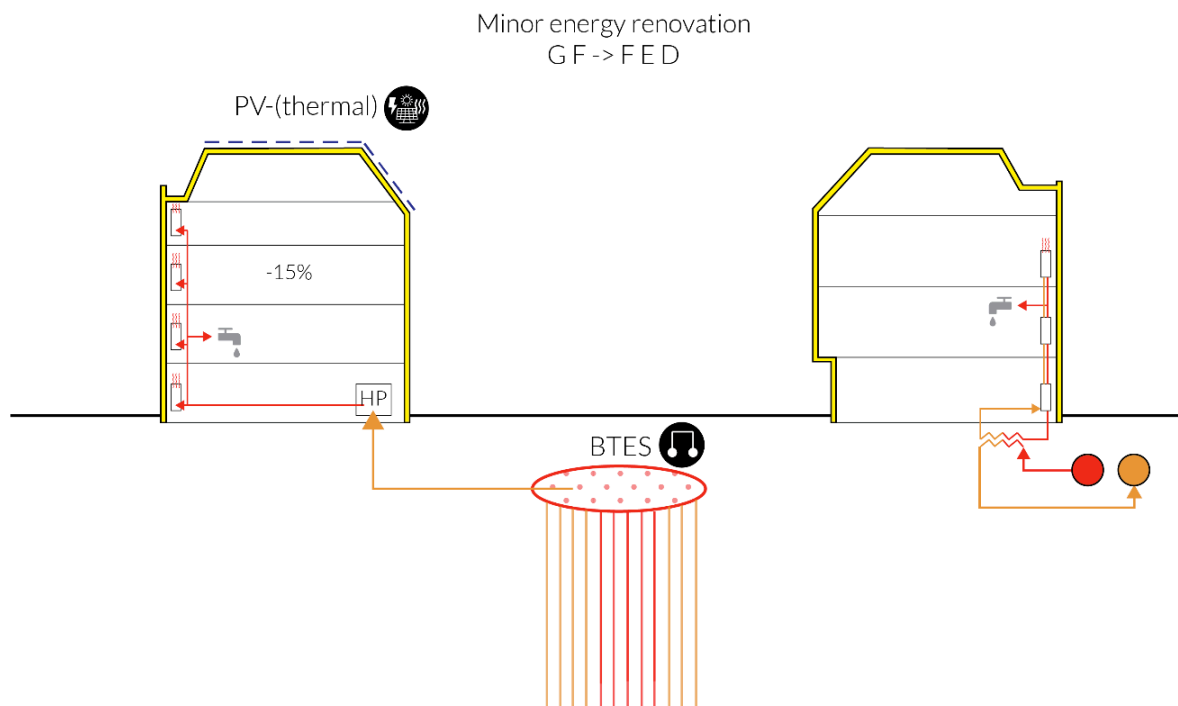 Minor energy renovation
G F -> F E D
PV-(thermal)
-15%
HP
BTES